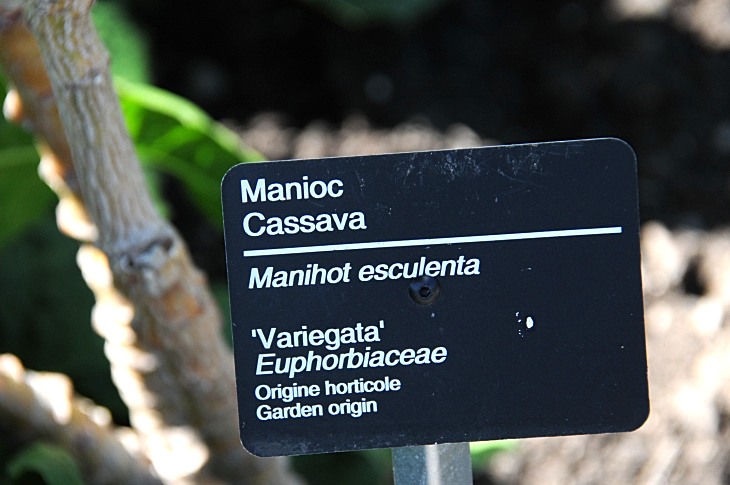 Manioc
Cassava
Manihot esculenta
'Variegata'
Euphorbiaceae
Origine horticole
Garden origin